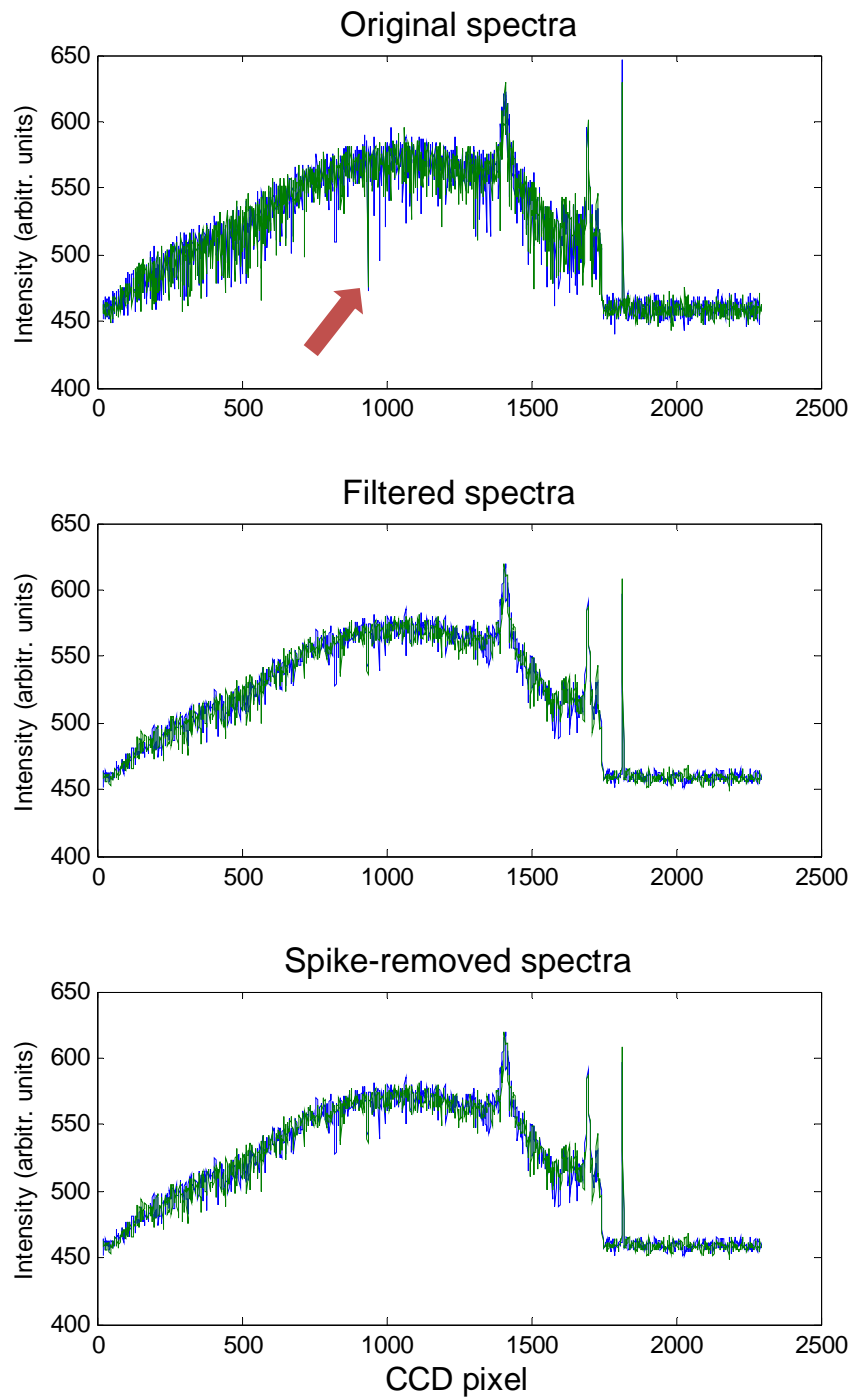 Original spectra
650
600
550
500
450
400
Intensity (arbitr. units)
0 500 1000 1500 2000 2500
Filtered spectra
650
600
550
500
450
400
Intensity (arbitr. units)
0 500 1000 1500 2000 2500
Spike-removed spectra
650
600
550
500
450
400
Intensity (arbitr. units)
0 500 1000 1500 2000 2500
CCD pixel